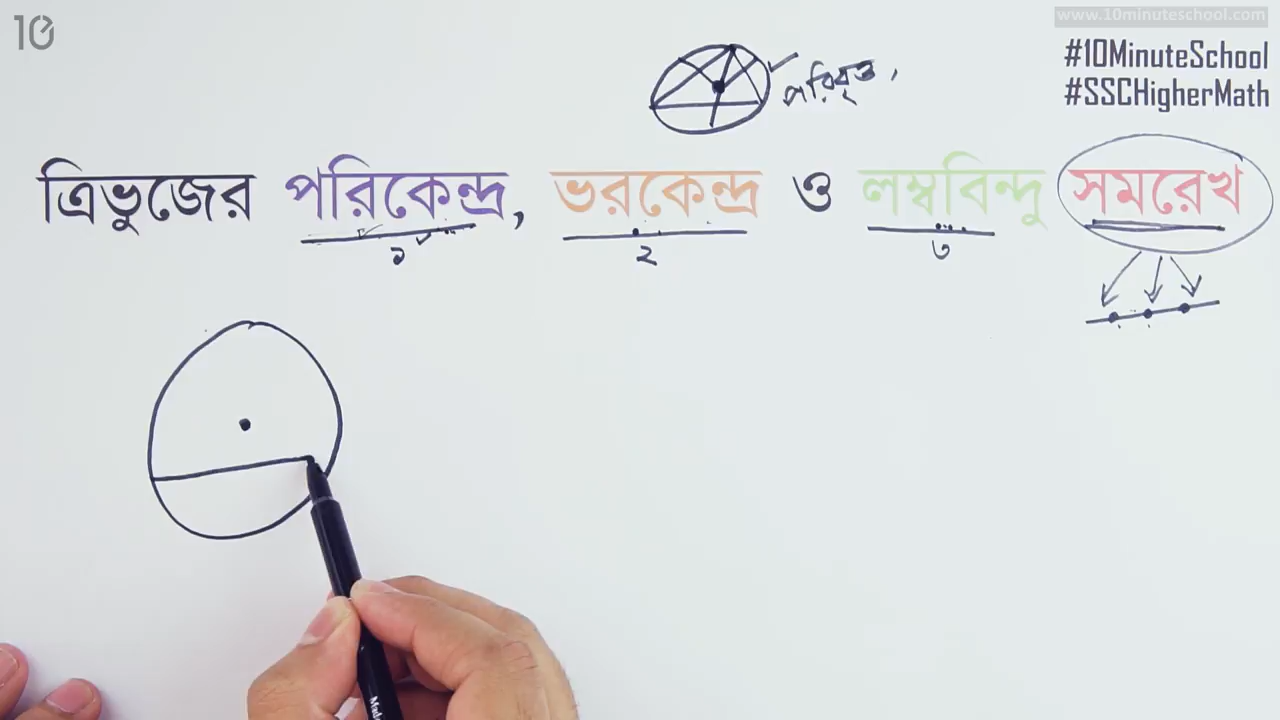 10
www.10minuteschool.com
#10MinuteSchool
#SSCHigherMath
পরিবৃত্ত,
ত্রিভুজের পরিকেন্দ্র, ভরকেন্দ্র ও লম্ববিন্দু সমরেখ
১ ২ ৩